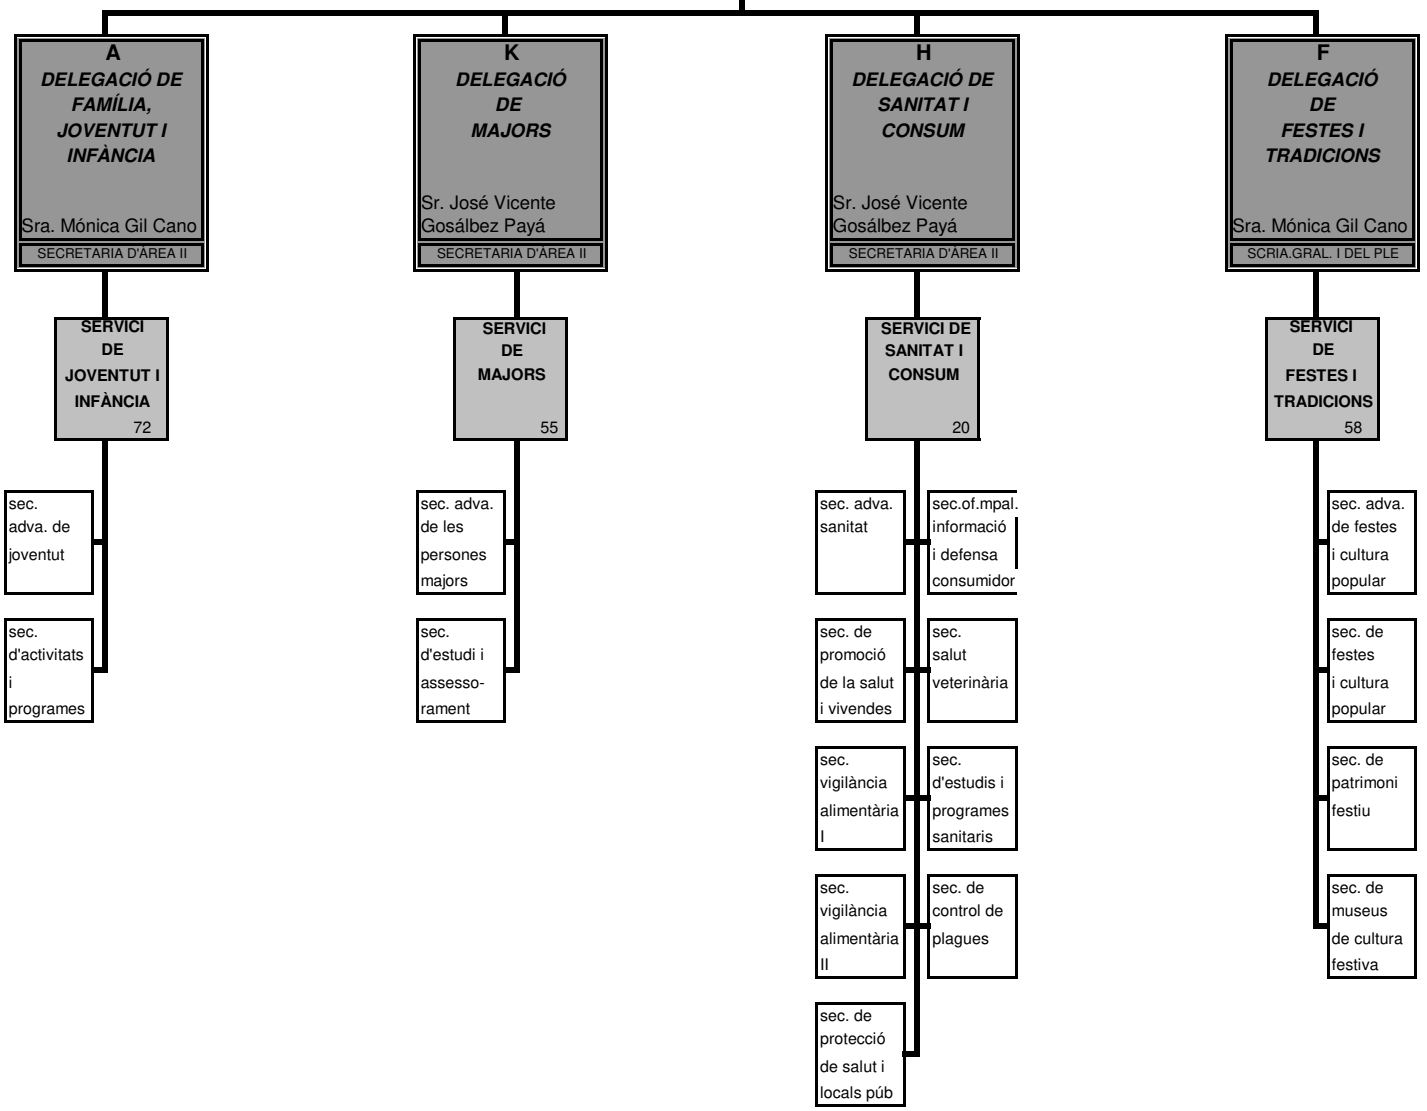 A
DELEGACIÓ DE
FAMÍLIA,
JOVENTUT I
INFÀNCIA
Sra. Mónica Gil Cano
SECRETARIA D'ÀREA II
SERVICI
DE
JOVENTUT I
INFÀNCIA
72
sec.
adva. de
joventut
sec.
d'activitats
i
programes
K
DELEGACIÓ
DE
MAJORS
Sr. José Vicente
Gosálbez Payá
SECRETARIA D'ÀREA II
SERVICI
DE
MAJORS
55
sec. adva.
de les
persones
majors
sec.
d'estudi i
assesso-
rament
H
DELEGACIÓ DE
SANITAT I
CONSUM
Sr. José Vicente
Gosálbez Payá
SECRETARIA D'ÀREA II
SERVICI DE
SANITAT I
CONSUM
20
sec. adva.
sanitat
sec.of.mpal.
informació
i defensa
consumidor
sec. de
promoció
de la salut
i vivendes
sec.
salut
veterinària
sec.
vigilància
alimentària
I
sec.
d'estudis i
programes
sanitaris
sec.
vigilància
alimentària
II
sec. de
control de
plagues
sec. de
protecció
de salut i
locals púb
F
DELEGACIÓ
DE
FESTES I
TRADICIONS
Sra. Mónica Gil Cano
SCRIA.GRAL. I DEL PLE
SERVICI
DE
FESTES I
TRADICIONS
58
sec. adva.
de festes
i cultura
popular
sec. de
festes
i cultura
popular
sec. de
patrimoni
festiu
sec. de
museus
de cultura
festiva